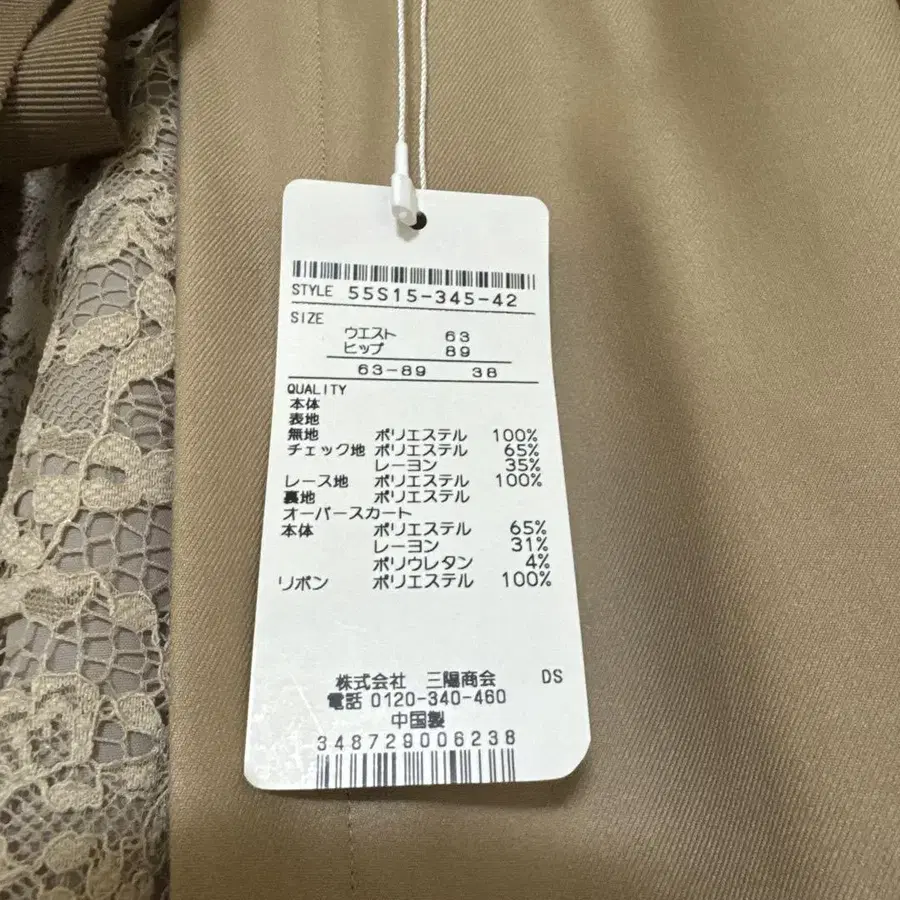 STYLE 55S15-345-42
SIZE
ウエスト 63
ヒップ 89
63-89 38
QUALITY
本体
表地
無地 ポリエステル 100%
チェック地 ポリエステル 65%
レーヨン 35%
レース地 ポリエステル 100%
裏地 ポリエステル
オーバースカート
本体 ポリエステル 65%
レーヨン 31%
ポリウレタン 4%
リボン ポリエステル 100%
株式会社 三陽商会 DS
電話 0120-340-460
中国製
348729006238